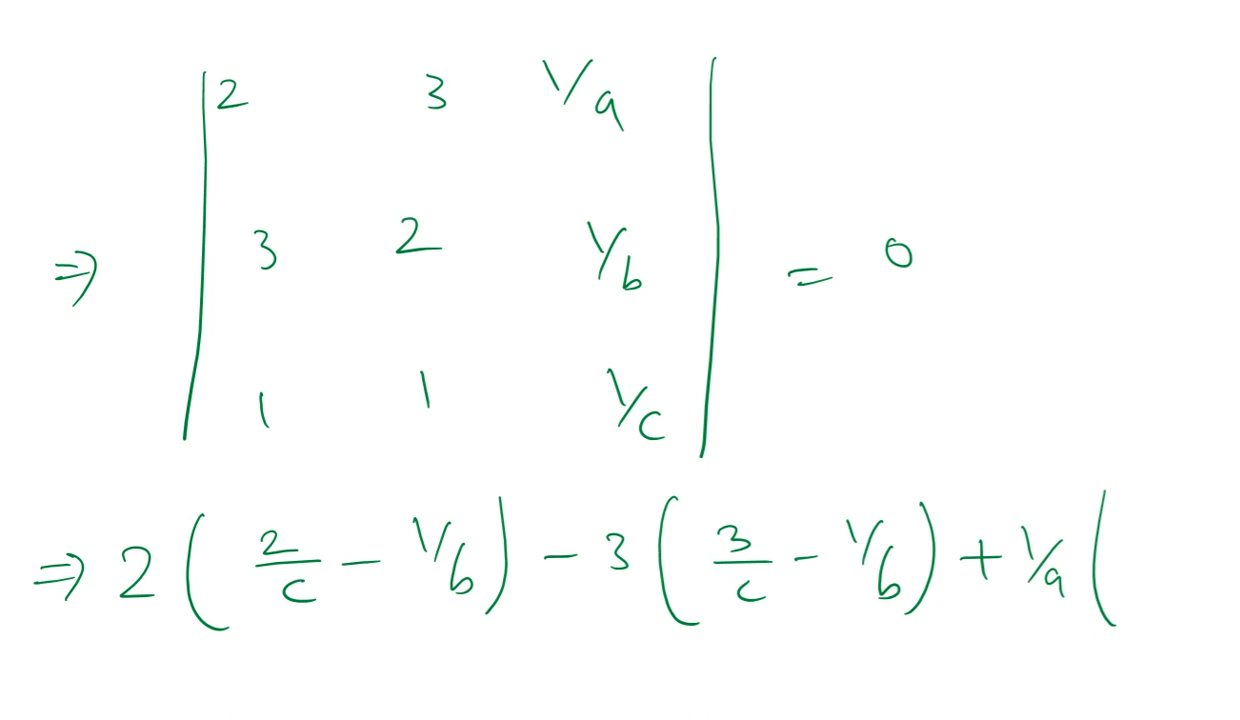 | 2 3 1/a |
⇒ | 3 2 1/b | = 0
| 1 1 1/c |
⇒ 2 ( 2/c − 1/b ) − 3 ( 3/c − 1/b ) + 1/a (